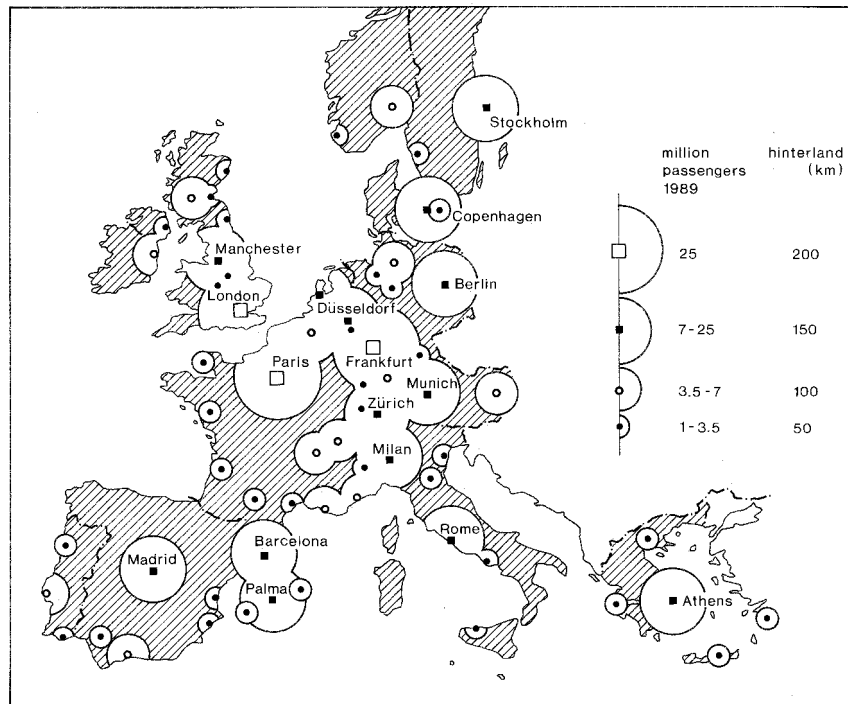 Stockholm
million
passengers
1989
hinterland
(km)
Copenhagen
Manchester
25
200
Berlin
London
Düsseldorf
7-25
150
Paris
Frankfurt
Munich
3.5-7
100
Zürich
1-3.5
50
Milan
Rome
Barcelona
Madrid
Palma
Athens